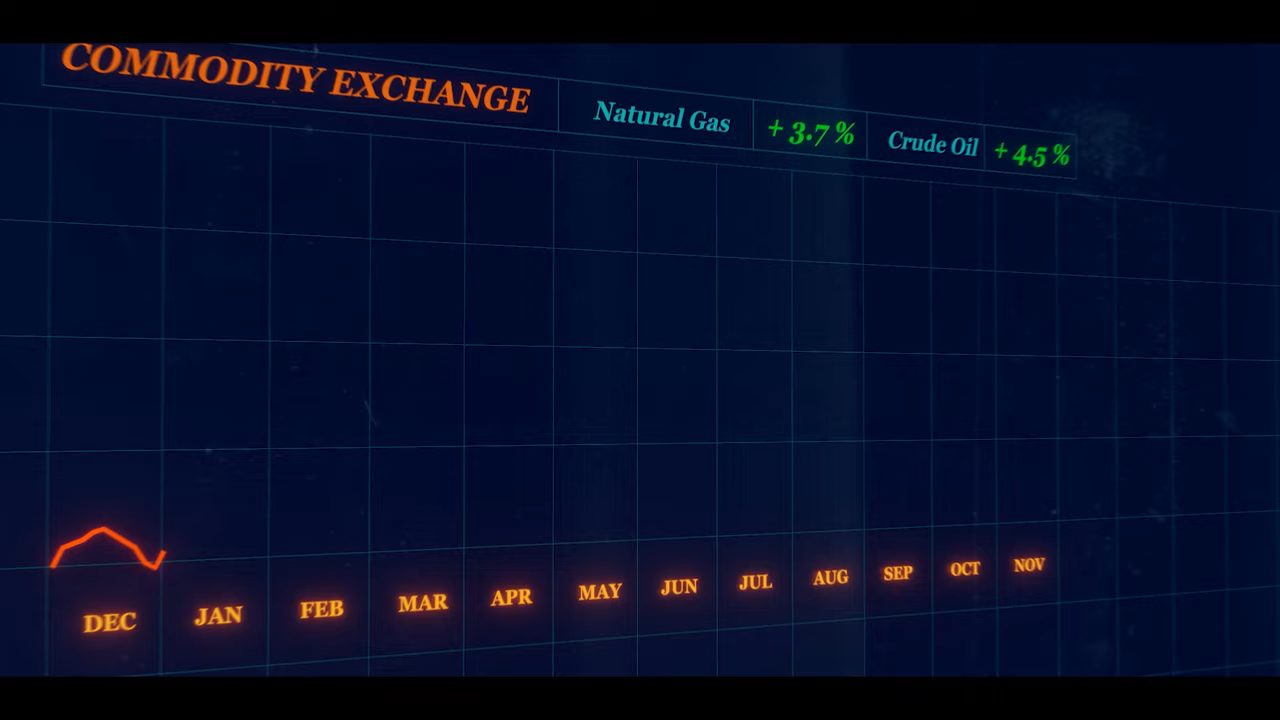 COMMODITY EXCHANGE Natural Gas + 3.7 % Crude Oil + 4.5 %
DEC JAN FEB MAR APR MAY JUN JUL AUG SEP OCT NOV